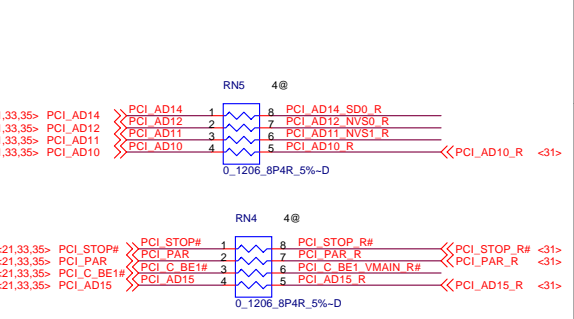 RN5 4@
,33,35> PCI_AD14 PCI_AD14 1 8 PCI_AD14_SD0_R
,33,35> PCI_AD12 PCI_AD12 2 7 PCI_AD12_NVS0_R
,33,35> PCI_AD11 PCI_AD11 3 6 PCI_AD11_NVS1_R
,33,35> PCI_AD10 PCI_AD10 4 5 PCI_AD10_R PCI_AD10_R <31>
0_1206_8P4R_5%~D
RN4 4@
<21,33,35> PCI_STOP# PCI_STOP# 1 8 PCI_STOP_R# PCI_STOP_R# <31>
<21,33,35> PCI_PAR PCI_PAR 2 7 PCI_PAR_R PCI_PAR_R <31>
<21,33,35> PCI_C_BE1# PCI_C_BE1# 3 6 PCI_C_BE1_VMAIN_R#
<21,33,35> PCI_AD15 PCI_AD15 4 5 PCI_AD15_R PCI_AD15_R <31>
0_1206_8P4R_5%~D